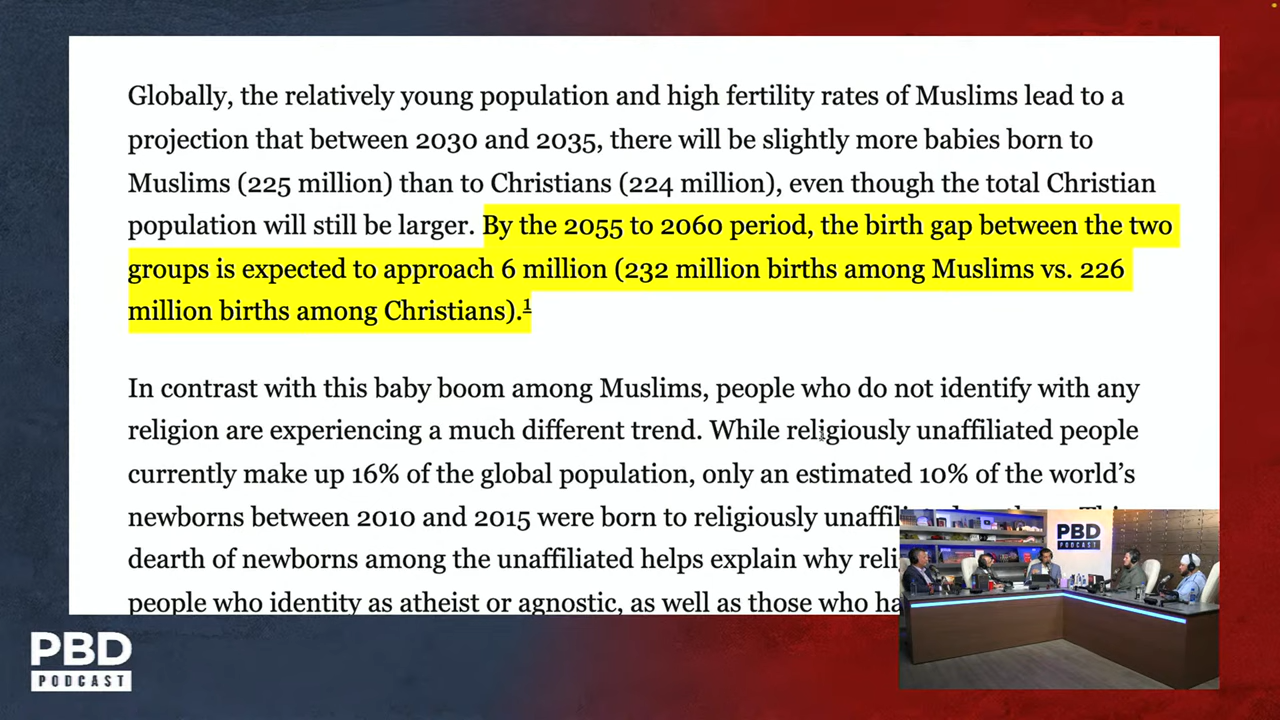 Globally, the relatively young population and high fertility rates of Muslims lead to a
projection that between 2030 and 2035, there will be slightly more babies born to
Muslims (225 million) than to Christians (224 million), even though the total Christian
population will still be larger. By the 2055 to 2060 period, the birth gap between the two
groups is expected to approach 6 million (232 million births among Muslims vs. 226
million births among Christians).1
In contrast with this baby boom among Muslims, people who do not identify with any
religion are experiencing a much different trend. While religiously unaffiliated people
currently make up 16% of the global population, only an estimated 10% of the world's
newborns between 2010 and 2015 were born to religiously
dearth of newborns among the unaffiliated helps explain why
people who identity as atheist or agnostic, as well as those who
PBD
PODCAST
PBD
PODCAST